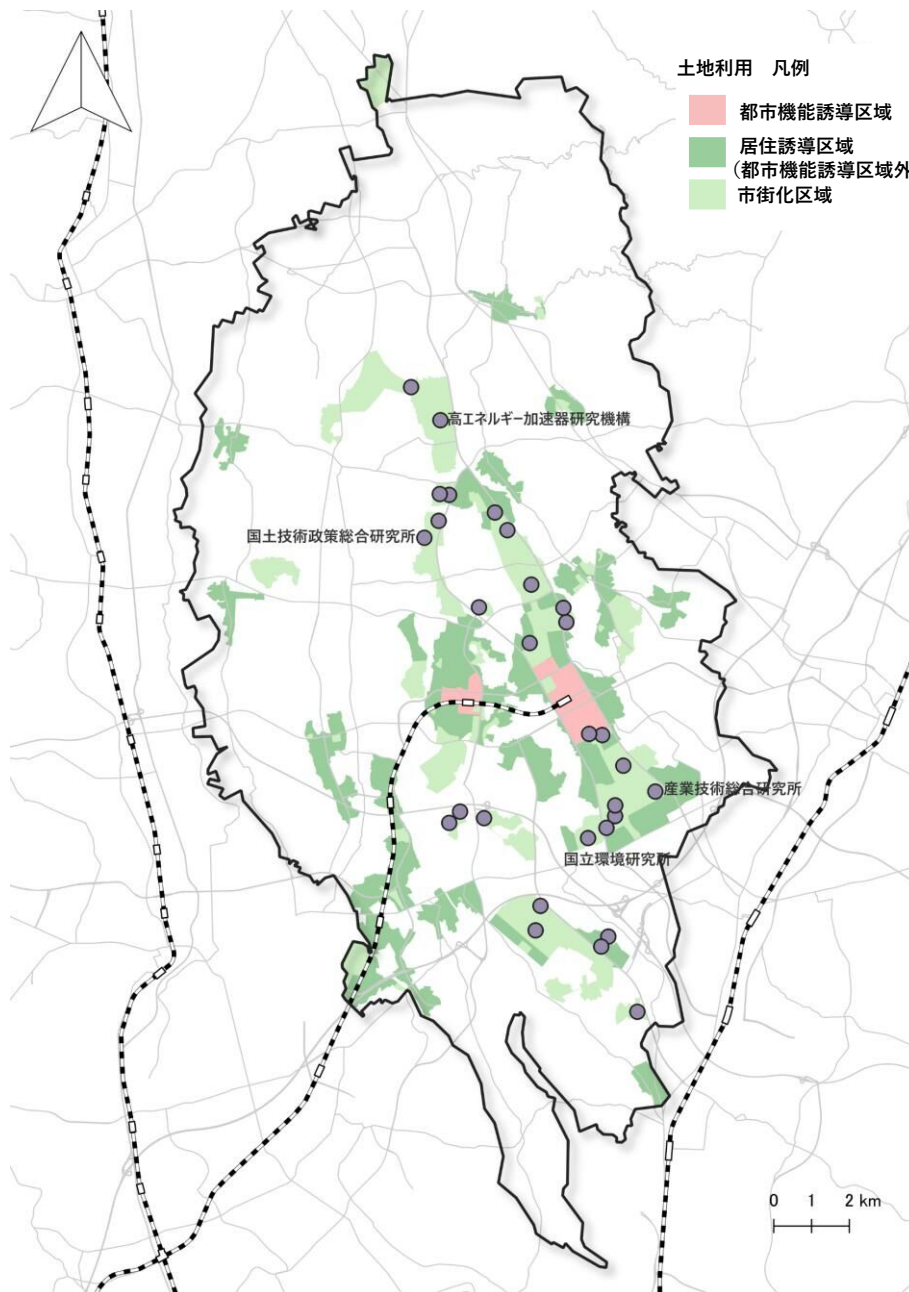 土地利用　凡例
都市機能誘導区域
居住誘導区域
（都市機能誘導区域外
市街化区域
高エネルギー加速器研究機構
国土技術政策総合研究所
産業技術総合研究所
国立環境研究所
0 1 2 km